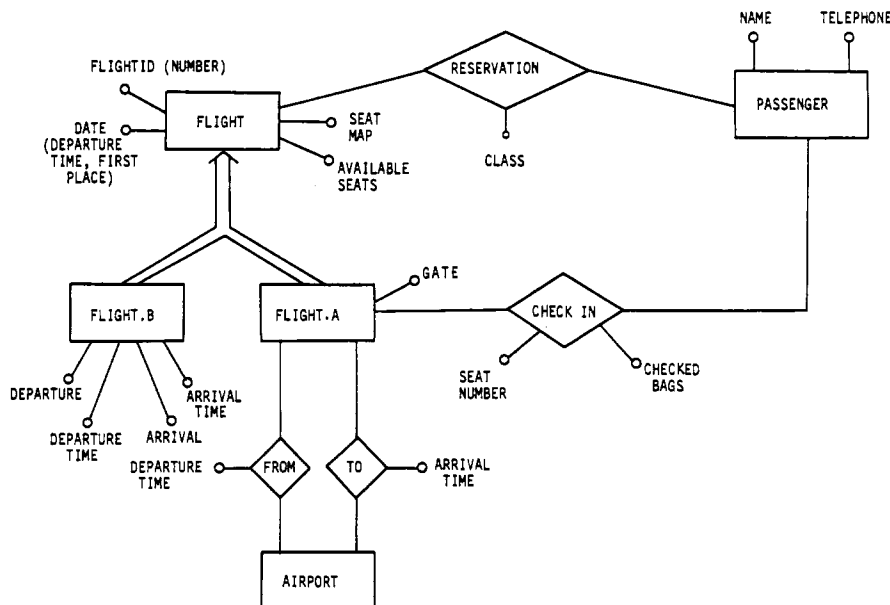 NAME
TELEPHONE
FLIGHTID (NUMBER)
RESERVATION
PASSENGER
FLIGHT
SEAT
MAP
DATE
(DEPARTURE
TIME, FIRST
PLACE)
AVAILABLE
SEATS
CLASS
GATE
FLIGHT.B
FLIGHT.A
CHECK IN
DEPARTURE
ARRIVAL
TIME
SEAT
NUMBER
CHECKED
BAGS
DEPARTURE
TIME
ARRIVAL
DEPARTURE
TIME
FROM
TO
ARRIVAL
TIME
AIRPORT